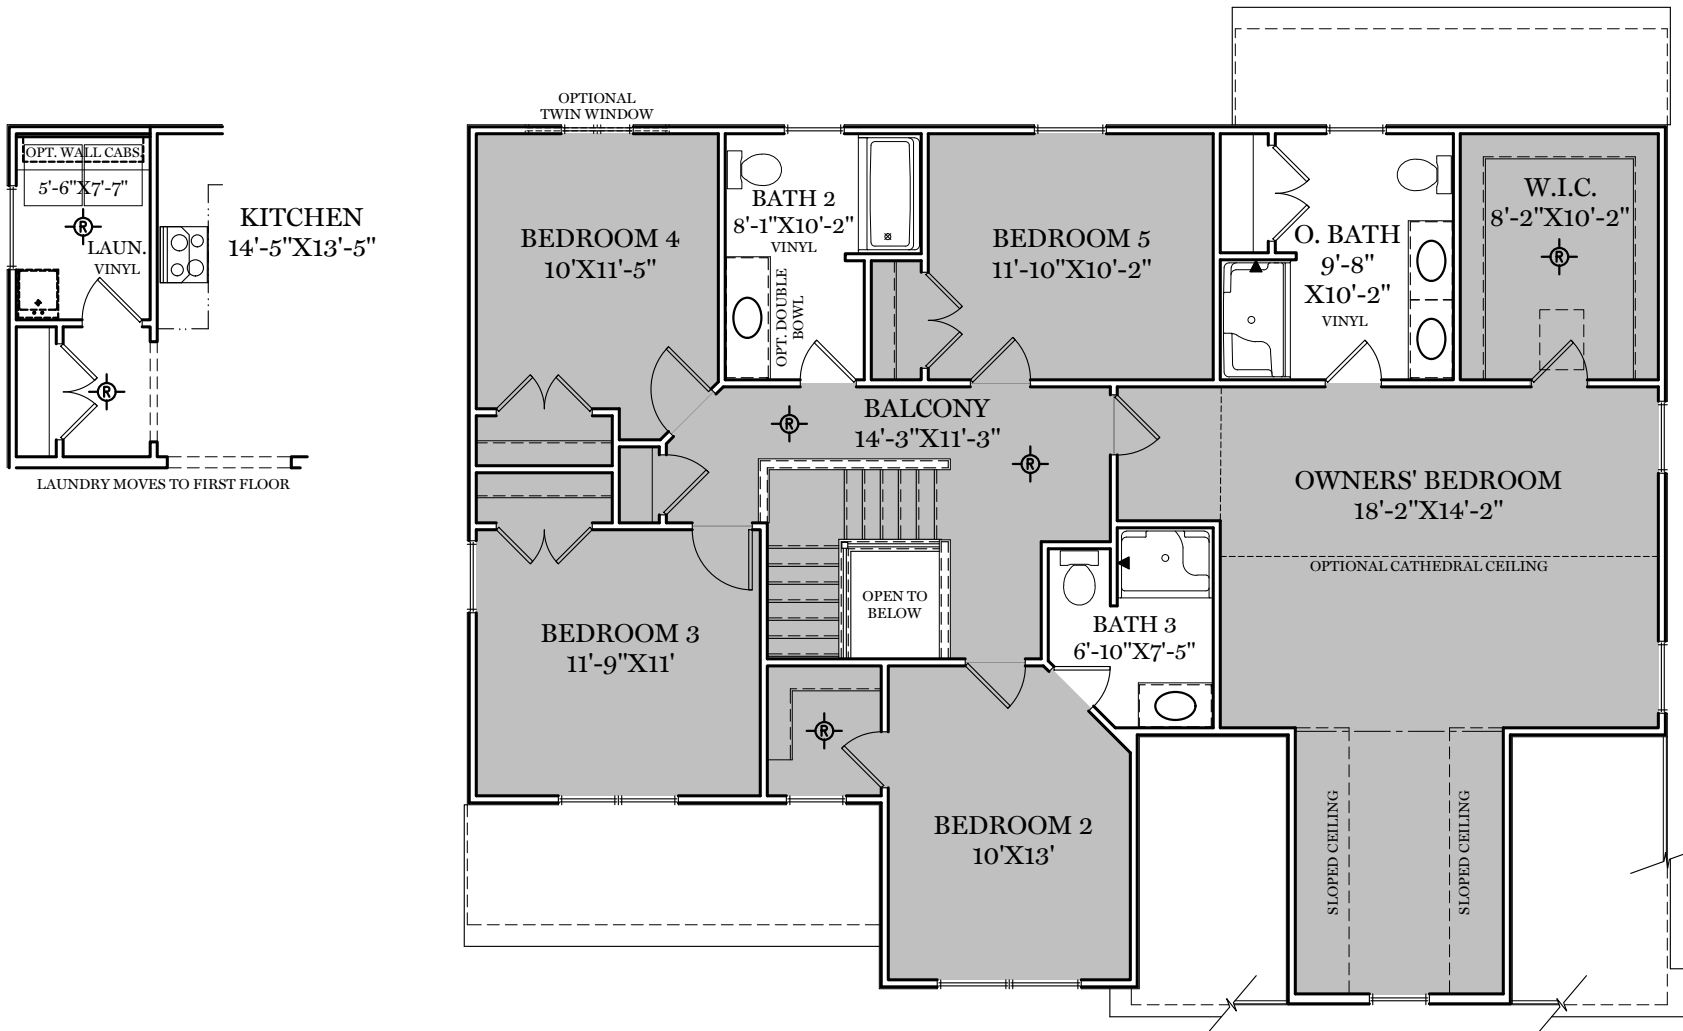 OPT. WALL CABS.
5'-6"X7'-7"
R
LAUN.
VINYL
R
KITCHEN
14'-5"X13'-5"
LAUNDRY MOVES TO FIRST FLOOR
OPTIONAL
TWIN WINDOW
BEDROOM 4
10'X11'-5"
BATH 2
8'-1"X10'-2"
VINYL
OPT. DOUBLE
BOWL
BEDROOM 5
11'-10"X10'-2"
O. BATH
9'-8"
X10'-2"
VINYL
W.I.C.
8'-2"X10'-2"
R
BALCONY
14'-3"X11'-3"
R
R
OWNERS' BEDROOM
18'-2"X14'-2"
OPTIONAL CATHEDRAL CEILING
OPEN TO
BELOW
BATH 3
6'-10"X7'-5"
BEDROOM 3
11'-9"X11'
R
BEDROOM 2
10'X13'
SLOPED CEILING
SLOPED CEILING